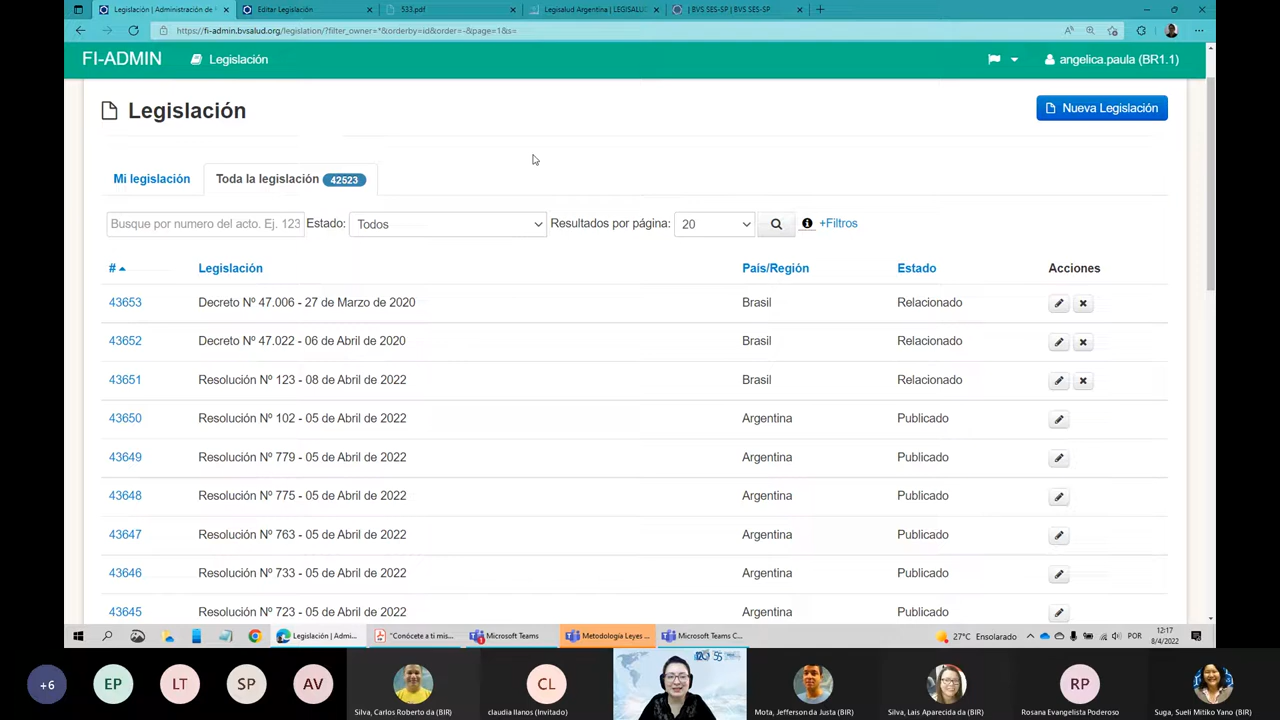 Legislación | Administración de
Editar Legislación
533.pdf
Legisalud Argentina | LEGISALUD
| BVS SES-SP | BVS SES-SP
https://fi-admin.bvsalud.org/legislation/?filter_owner=*&orderby=id&order=-&page=1&s=
FI-ADMIN Legislación angelica.paula (BR1.1)
Legislación Nueva Legislación
Mi legislación Toda la legislación 42523
Busque por numero del acto. Ej. 123 Estado: Todos Resultados por página: 20 +Filtros
# Legislación País/Región Estado Acciones
43653 Decreto Nº 47.006 - 27 de Marzo de 2020 Brasil Relacionado
43652 Decreto Nº 47.022 - 06 de Abril de 2020 Brasil Relacionado
43651 Resolución Nº 123 - 08 de Abril de 2022 Brasil Relacionado
43650 Resolución Nº 102 - 05 de Abril de 2022 Argentina Publicado
43649 Resolución Nº 779 - 05 de Abril de 2022 Argentina Publicado
43648 Resolución Nº 775 - 05 de Abril de 2022 Argentina Publicado
43647 Resolución Nº 763 - 05 de Abril de 2022 Argentina Publicado
43646 Resolución Nº 733 - 05 de Abril de 2022 Argentina Publicado
43645 Resolución Nº 723 - 05 de Abril de 2022 Argentina Publicado
Legislación | Admi... "Conócete a ti mis... Microsoft Teams Metodología Leyes ... Microsoft Teams C... 27°C Ensolarado POR 12:17
8/4/2022
+6 EP LT SP AV CL RP
Silva, Carlos Roberto da (BIR) claudia llanos (Invitado) Mota, Jefferson da Justa (BIR) Silva, Lais Aparecida da (BIR) Rosana Evangelista Poderoso Suga, Sueli Mitiko Yano (BIR)